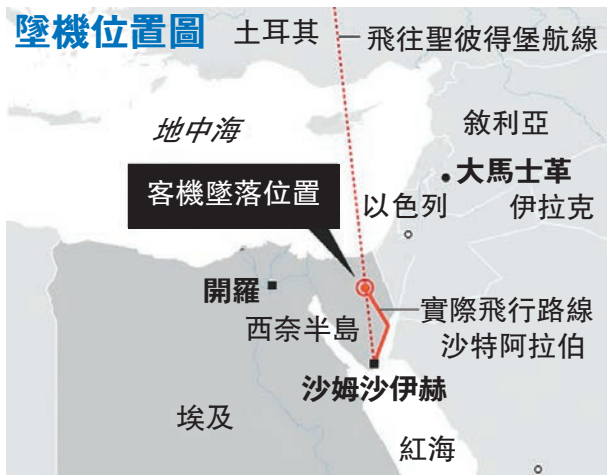 墜機位置圖
土耳其
飛往聖彼得堡航線
地中海
敘利亞
大馬士革
客機墜落位置
以色列
伊拉克
開羅
實際飛行路線
西奈半島
沙特阿拉伯
沙姆沙伊赫
埃及
紅海